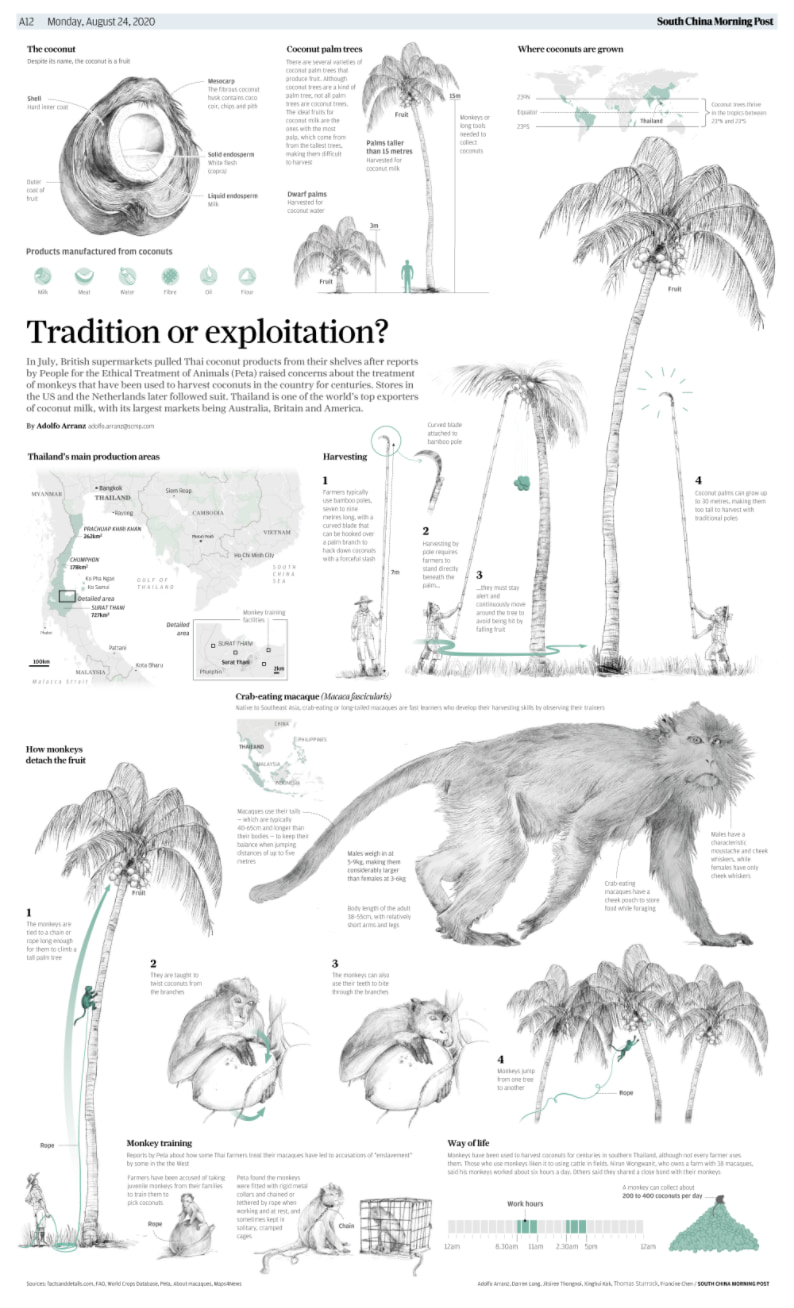 A12 Monday, August 24, 2020
South China Morning Post
The coconut
Despite its name, the coconut is a fruit
Shell
Hard inner coat
Outer
coat of
fruit
Mesocarp
The fibrous coconut
husk contains coco
coir, chips and pith
Solid endosperm
White flesh
(copra)
Liquid endosperm
Milk
Products manufactured from coconuts
Milk
Meat
Water
Fibre
Oil
Flour
Coconut palm trees
There are several varieties of
coconut palm trees that
produce fruit. Although
coconut trees are a kind of
palm tree, not all palm
trees are coconut trees.
The ideal fruits for
coconut milk are the
ones with the most
pulp, which come from
from the tallest trees,
making them difficult
to harvest
Fruit
Palms taller
than 15 metres
Harvested for
coconut milk
15m
Monkeys or
long tools
needed to
collect
coconuts
Dwarf palms
Harvested for
coconut water
3m
Fruit
Where coconuts are grown
23ºN
Equator
23ºS
Thailand
Coconut trees thrive
in the tropics between
23ºN and 23ºS
Fruit
Tradition or exploitation?
In July, British supermarkets pulled Thai coconut products from their shelves after reports
by People for the Ethical Treatment of Animals (Peta) raised concerns about the treatment
of monkeys that have been used to harvest coconuts in the country for centuries. Stores in
the US and the Netherlands later followed suit. Thailand is one of the world's top exporters
of coconut milk, with its largest markets being Australia, Britain and America.
By Adolfo Arranz adolfo.arranz@scmp.com
Thailand's main production areas
MYANMAR
Bangkok
THAILAND
Rayong
Siem Reap
CAMBODIA
Phnom Penh
VIETNAM
Ho Chi Minh City
SOUTH
CHINA
SEA
PRACHUAP KHIRI KHAN
262km²
CHUMPHON
178km²
Ko Pha Ngan
Ko Samui
GULF OF
THAILAND
Detailed area
SURAT THANI
727km²
Phuket
Pattani
Kota Bharu
MALAYSIA
Malacca Strait
100km
Detailed
area
Monkey training
facilities
SURAT THANI
Surat Thani
Phunphin
2km
Harvesting
1
Farmers typically
use bamboo poles,
seven to nine
metres long, with a
curved blade that
can be hooked over
a palm branch to
hack down coconuts
with a forceful slash
7m
Curved blade
attached to
bamboo pole
2
Harvesting by
pole requires
farmers to
stand directly
beneath the
palm...
3
...they must stay
alert and
continuously move
around the tree to
avoid being hit by
falling fruit
4
Coconut palms can grow up
to 30 metres, making them
too tall to harvest with
traditional poles
Crab-eating macaque (Macaca fascicularis)
Native to Southeast Asia, crab-eating or long-tailed macaques are fast learners who develop their harvesting skills by observing their trainers
CHINA
THAILAND
PHILIPPINES
MALAYSIA
INDONESIA
Macaques use their tails
— which are typically
40-65cm and longer than
their bodies — to keep their
balance when jumping
distances of up to five
metres
Males weigh in at
5-9kg, making them
considerably larger
than females at 3-6kg
Body length of the adult
38-55cm, with relatively
short arms and legs
Crab-eating
macaques have a
cheek pouch to store
food while foraging
Males have a
characteristic
moustache and cheek
whiskers, while
females have only
cheek whiskers
How monkeys
detach the fruit
Fruit
1
The monkeys are
tied to a chain or
rope long enough
for them to climb a
tall palm tree
Rope
2
They are taught to
twist coconuts from
the branches
3
The monkeys can also
use their teeth to bite
through the branches
4
Monkeys jump
from one tree
to another
Rope
Monkey training
Reports by Peta about how some Thai farmers treat their macaques have led to accusations of "enslavement"
by some in the the West
Farmers have been accused of taking
juvenile monkeys from their families
to train them to
pick coconuts
Rope
Peta found the monkeys
were fitted with rigid metal
collars and chained or
tethered by rope when
working and at rest, and
sometimes kept in
solitary, cramped
cages
Chain
Way of life
Monkeys have been used to harvest coconuts for centuries in southern Thailand, although not every farmer uses
them. Those who use monkeys liken it to using cattle in fields. Nirun Wongwanit, who owns a farm with 38 macaques,
said his monkeys worked about six hours a day. Others said they shared a close bond with their monkeys
Work hours
12am
8.30am
11am
2.30am
5pm
12am
A monkey can collect about
200 to 400 coconuts per day
Sources: factsanddetails.com, FAO, World Crops Database, Peta, About macaques, Maps4News
Adolfo Arranz, Darren Long, Jitsiree Thongnoi, Xinghui Kok, Thomas Sturrock, Francine Chen / SOUTH CHINA MORNING POST